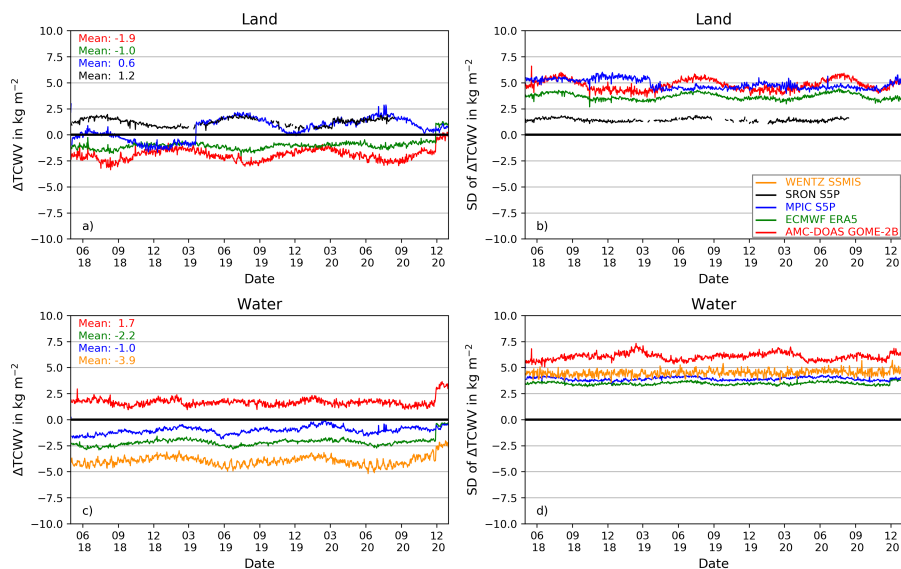 Land
10.0
7.5
5.0
2.5
0.0
−2.5
−5.0
−7.5
−10.0
ΔTCWV in kg m−2
Mean: -1.9
Mean: -1.0
Mean: 0.6
Mean: 1.2
a)
06 09 12 03 06 09 12 03 06 09 12
18 18 18 19 19 19 19 20 20 20 20
Date
Land
10.0
7.5
5.0
2.5
0.0
−2.5
−5.0
−7.5
−10.0
SD of ΔTCWV in kg m−2
WENTZ SSMIS
SRON S5P
MPIC S5P
ECMWF ERA5
AMC-DOAS GOME-2B
b)
06 09 12 03 06 09 12 03 06 09 12
18 18 18 19 19 19 19 20 20 20 20
Date
Water
10.0
7.5
5.0
2.5
0.0
−2.5
−5.0
−7.5
−10.0
ΔTCWV in kg m−2
Mean: 1.7
Mean: -2.2
Mean: -1.0
Mean: -3.9
c)
06 09 12 03 06 09 12 03 06 09 12
18 18 18 19 19 19 19 20 20 20 20
Date
Water
10.0
7.5
5.0
2.5
0.0
−2.5
−5.0
−7.5
−10.0
SD of ΔTCWV in kg m−2
d)
06 09 12 03 06 09 12 03 06 09 12
18 18 18 19 19 19 19 20 20 20 20
Date